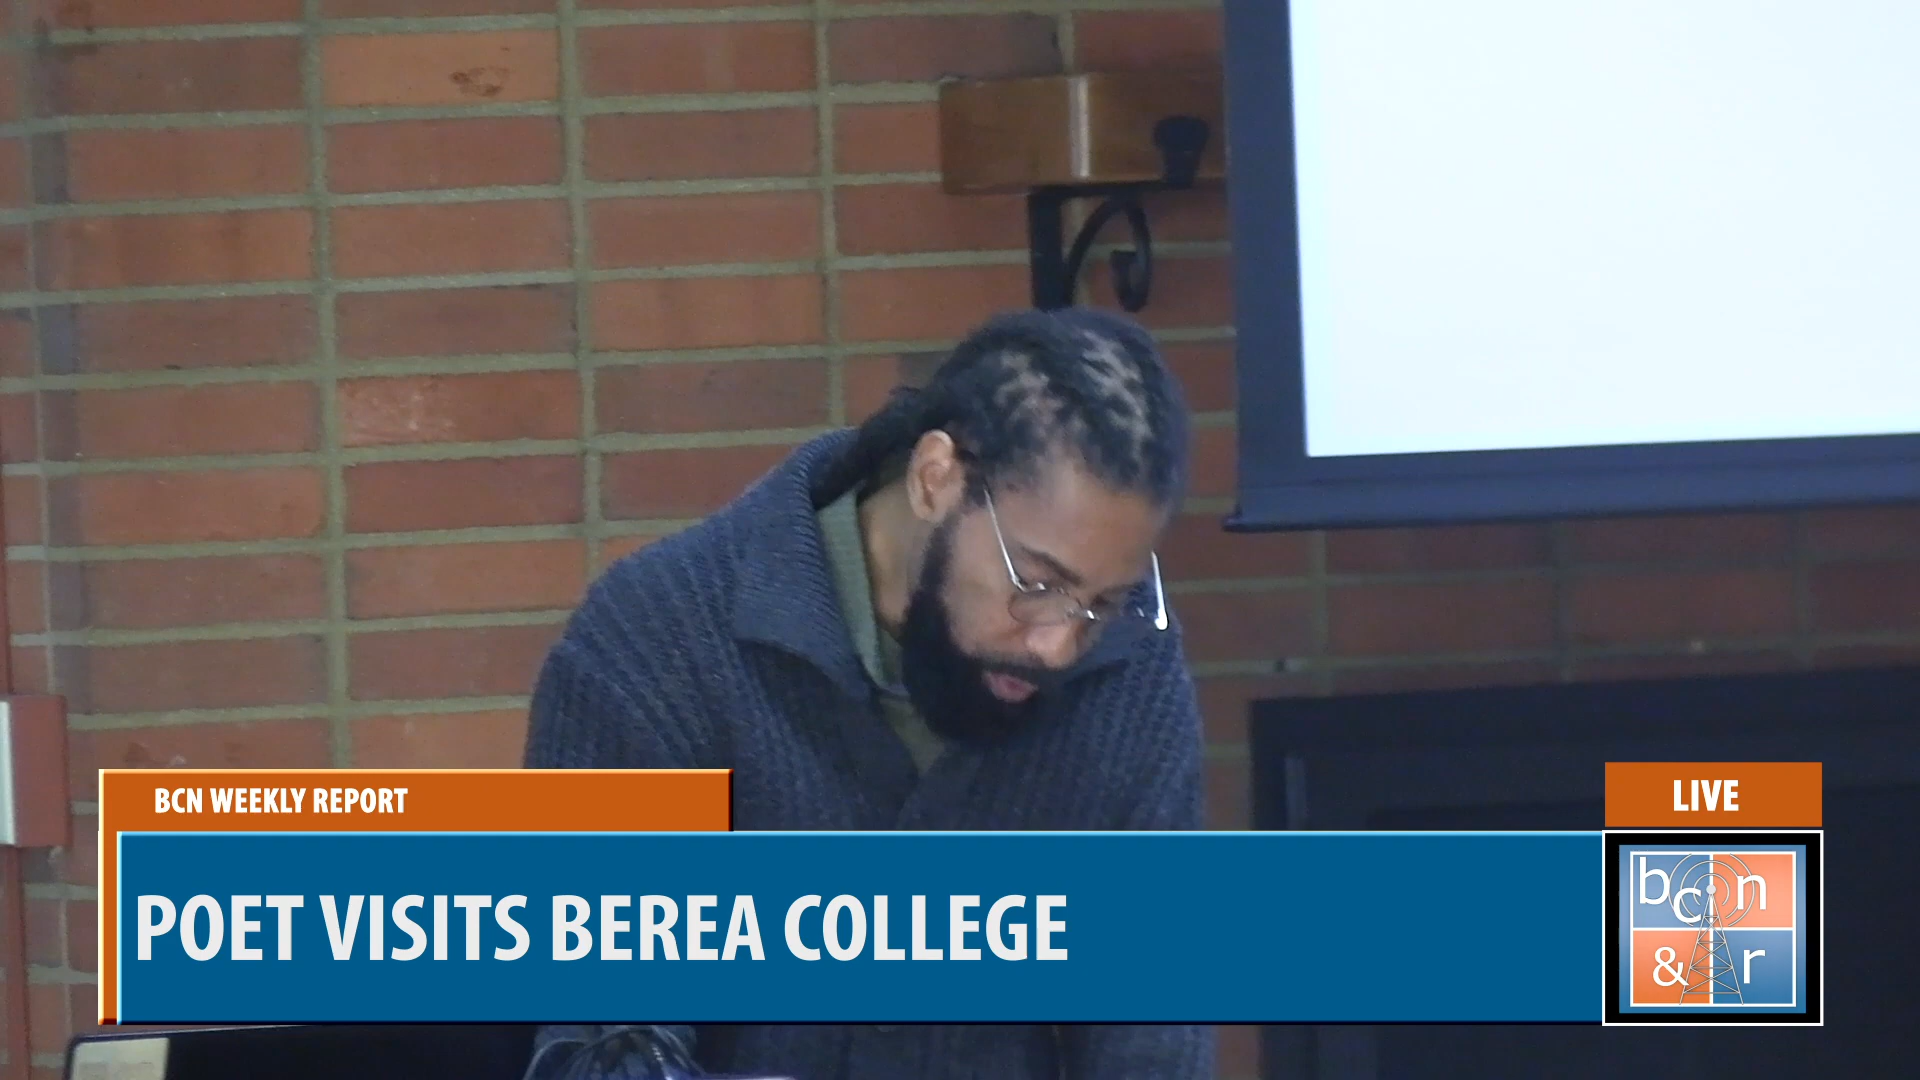 BCN WEEKLY REPORT
LIVE
POET VISITS BEREA COLLEGE
bcn
&r